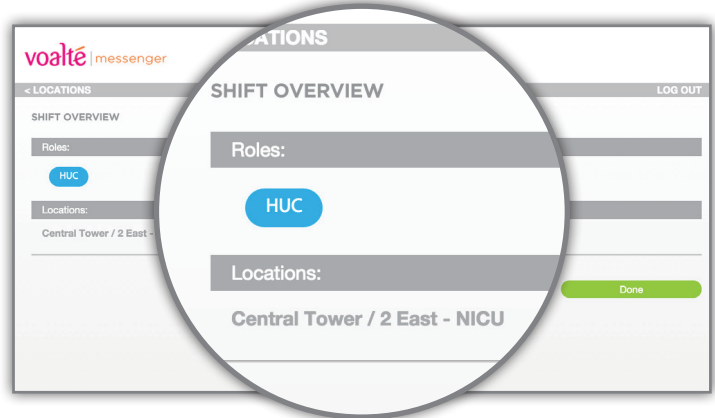 voalté | messenger
< LOCATIONS
LOG OUT
SHIFT OVERVIEW
Roles:
HUC
Locations:
Central Tower / 2 East -
Done
CATIONS
SHIFT OVERVIEW
Roles:
HUC
Locations:
Central Tower / 2 East - NICU